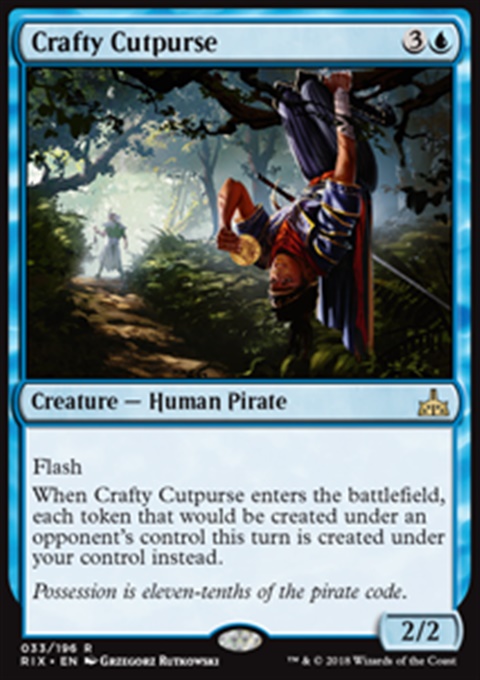 Crafty Cutpurse 3
Creature — Human Pirate
Flash
When Crafty Cutpurse enters the battlefield,
each token that would be created under an
opponent's control this turn is created under
your control instead.
Possession is eleven-tenths of the pirate code.
2/2
033/196 R
RIX • EN Grzegorz Rutkowski
™ & © 2018 Wizards of the Coast